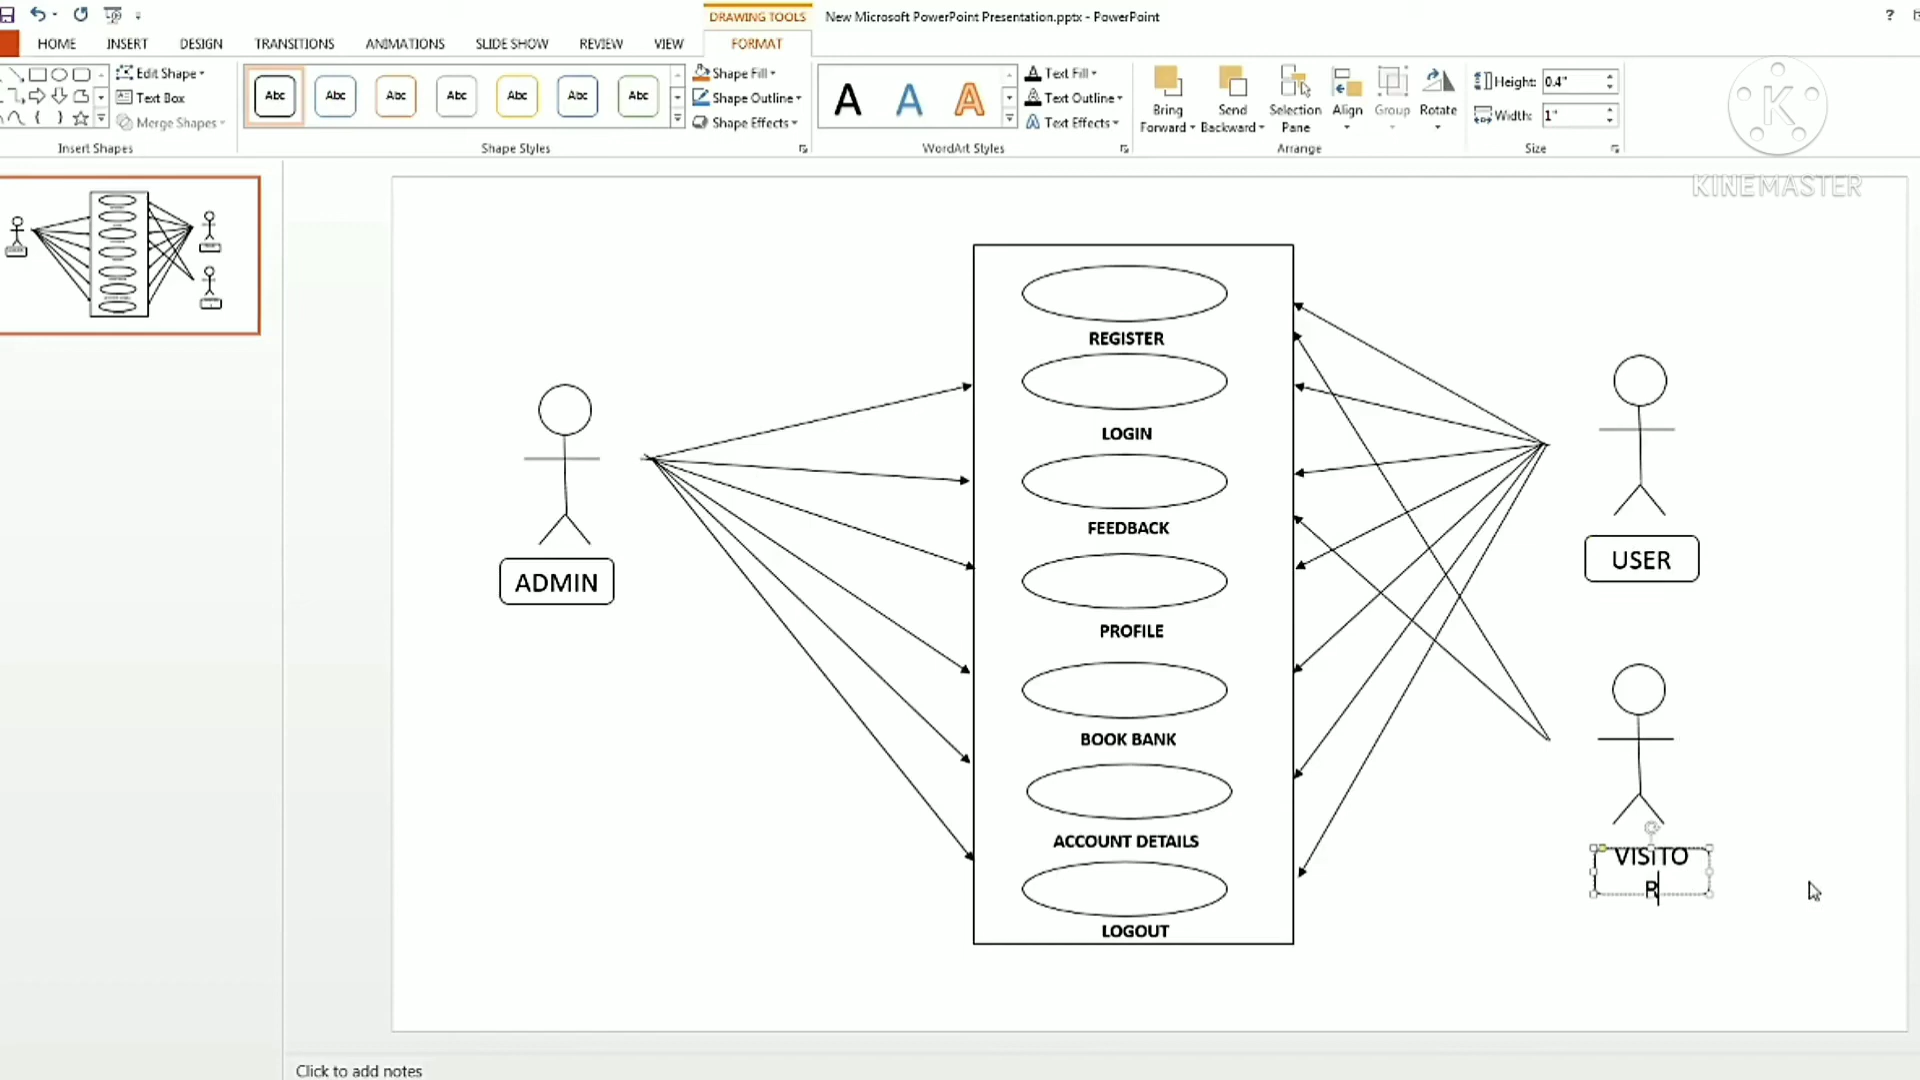 DRAWING TOOLS
New Microsoft PowerPoint Presentation.pptx - PowerPoint
?
HOME INSERT DESIGN TRANSITIONS ANIMATIONS SLIDE SHOW REVIEW VIEW FORMAT
Edit Shape
Text Box
Merge Shapes
Insert Shapes
Abc Abc Abc Abc Abc Abc Abc
Shape Styles
Shape Fill
Shape Outline
Shape Effects
A A A
WordArt Styles
Text Fill
Text Outline
Text Effects
Bring Forward
Send Backward
Selection Pane
Align
Group
Rotate
Arrange
Height: 0.4"
Width: 1"
Size
K
KINEMASTER
REGISTER
LOGIN
FEEDBACK
PROFILE
BOOK BANK
ACCOUNT DETAILS
LOGOUT
ADMIN
USER
VISITO
R
Click to add notes